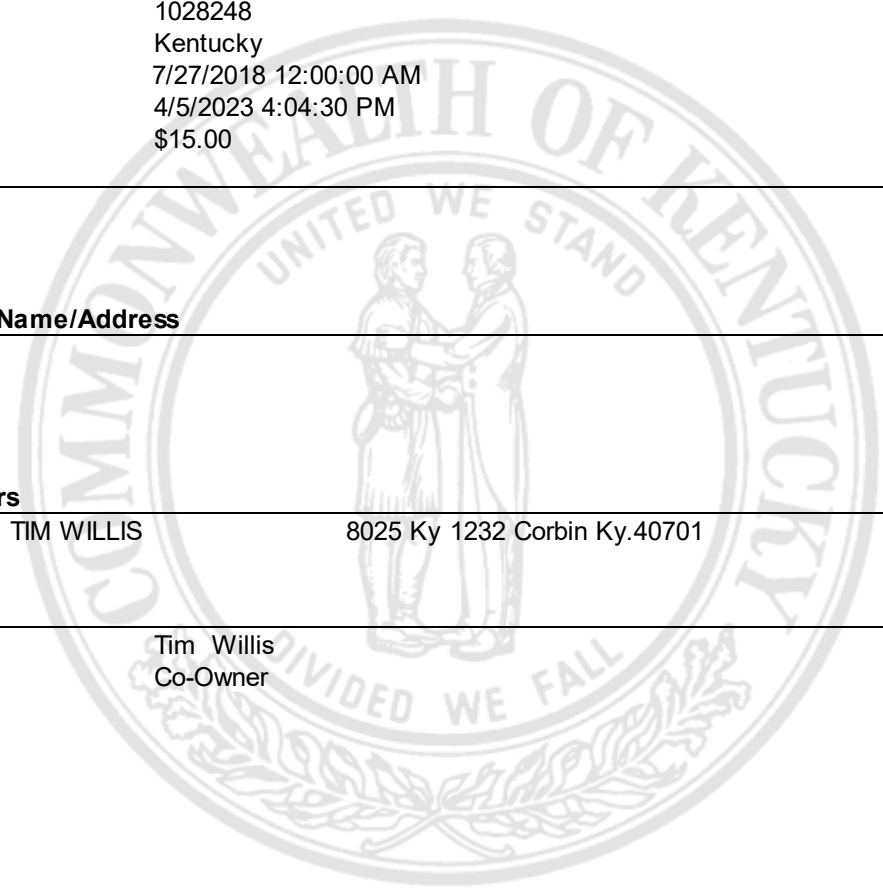 1028248
Kentucky
7/27/2018 12:00:00 AM
4/5/2023 4:04:30 PM
$15.00
COMMONWEALTH OF KENTUCKY
UNITED WE STAND
Name/Address
rs
TIM WILLIS 8025 Ky 1232 Corbin Ky.40701
Tim Willis
Co-Owner
DIVIDED WE FALL